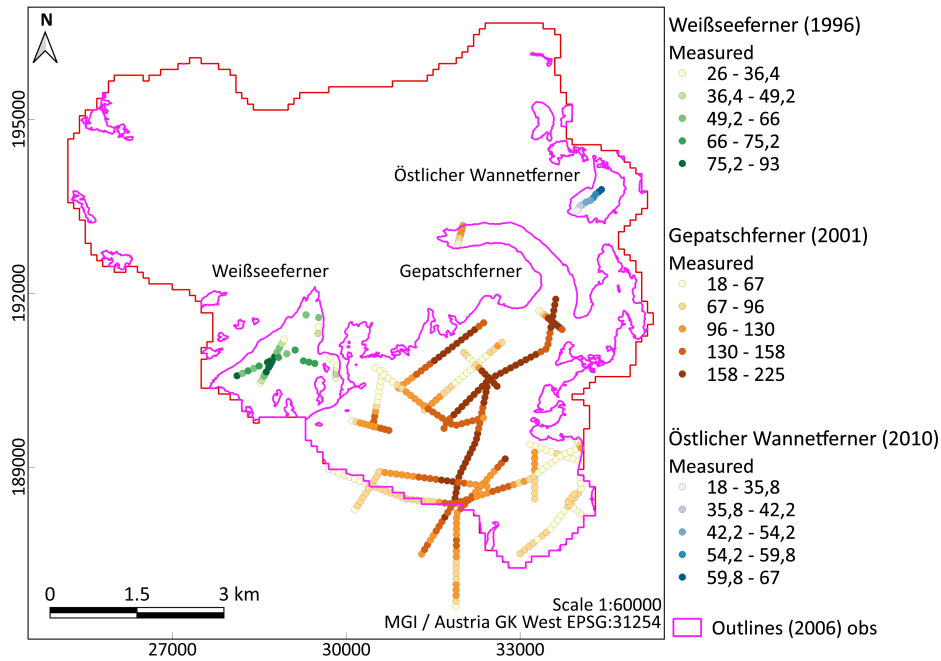 N
195000
192000
189000
27000
30000
33000
Östlicher Wannetferner
Weißseeferner
Gepatschferner
0 1.5 3 km
Scale 1:60000
MGI / Austria GK West EPSG:31254
Weißseeferner (1996)
Measured
26 - 36,4
36,4 - 49,2
49,2 - 66
66 - 75,2
75,2 - 93
Gepatschferner (2001)
Measured
18 - 67
67 - 96
96 - 130
130 - 158
158 - 225
Östlicher Wannetferner (2010)
Measured
18 - 35,8
35,8 - 42,2
42,2 - 54,2
54,2 - 59,8
59,8 - 67
Outlines (2006) obs